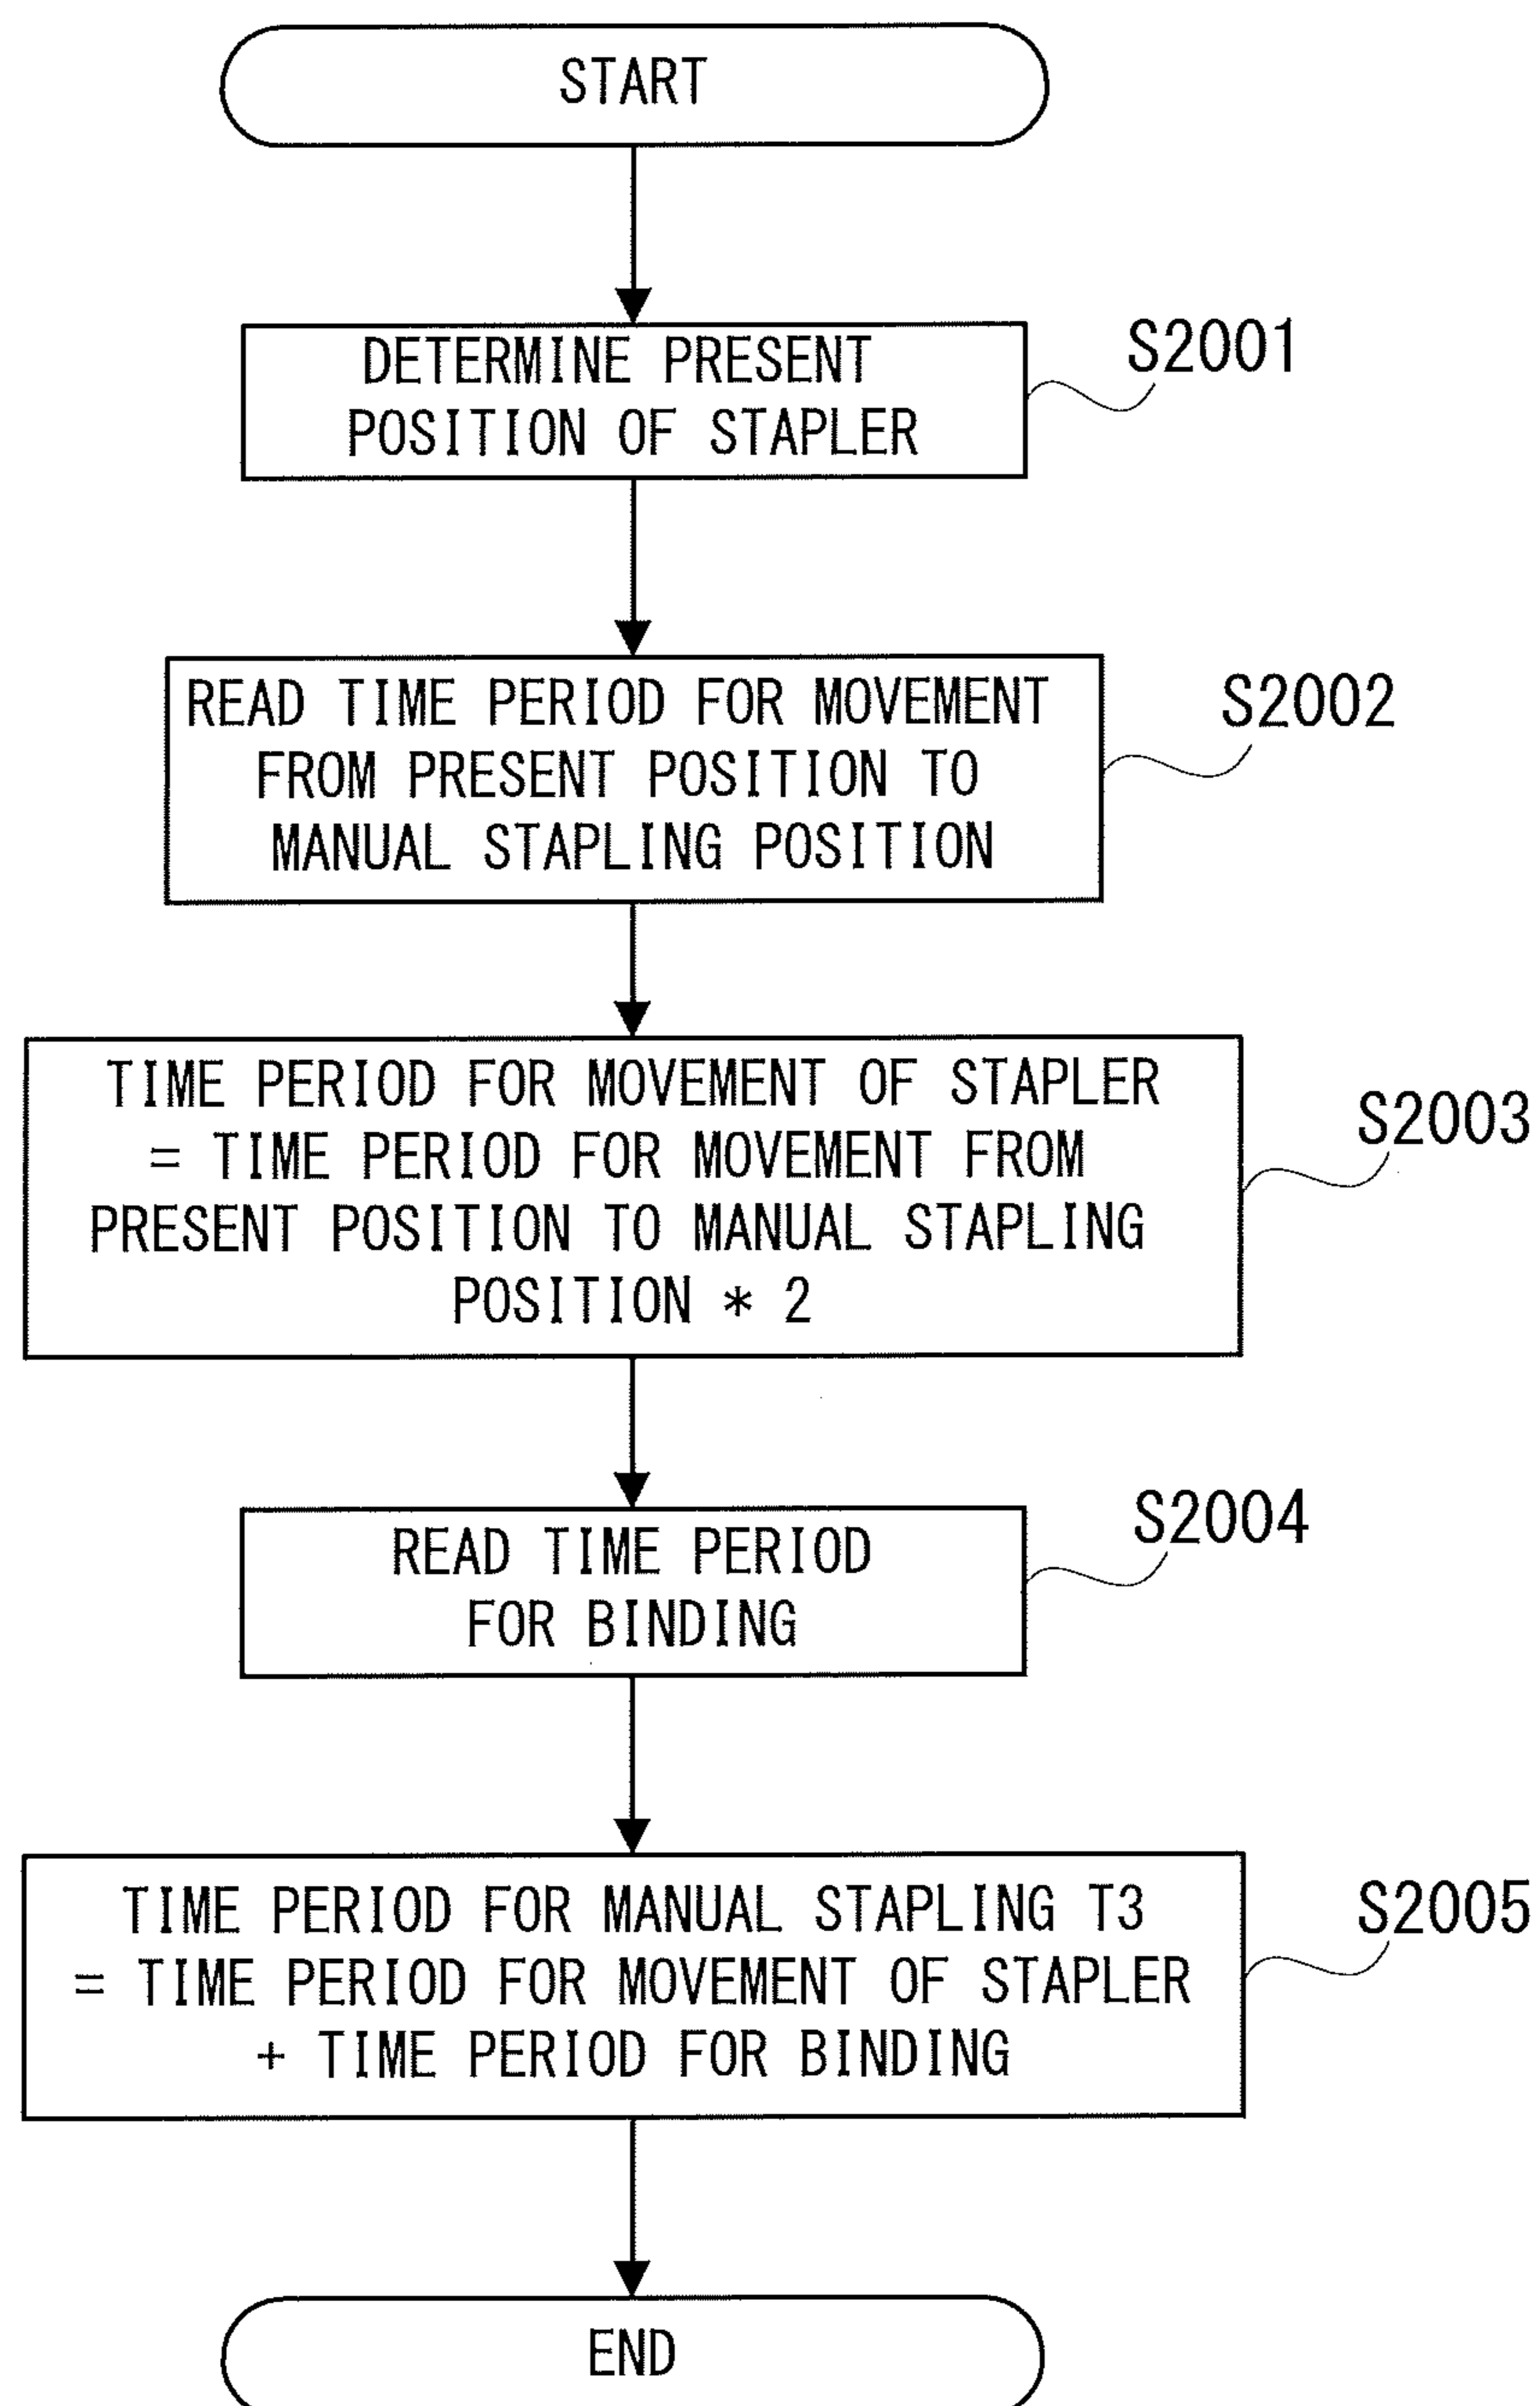 START
DETERMINE PRESENT
POSITION OF STAPLER
S2001
READ TIME PERIOD FOR MOVEMENT
FROM PRESENT POSITION TO
MANUAL STAPLING POSITION
S2002
TIME PERIOD FOR MOVEMENT OF STAPLER
= TIME PERIOD FOR MOVEMENT FROM
PRESENT POSITION TO MANUAL STAPLING
POSITION * 2
S2003
READ TIME PERIOD
FOR BINDING
S2004
TIME PERIOD FOR MANUAL STAPLING T3
= TIME PERIOD FOR MOVEMENT OF STAPLER
+ TIME PERIOD FOR BINDING
S2005
END